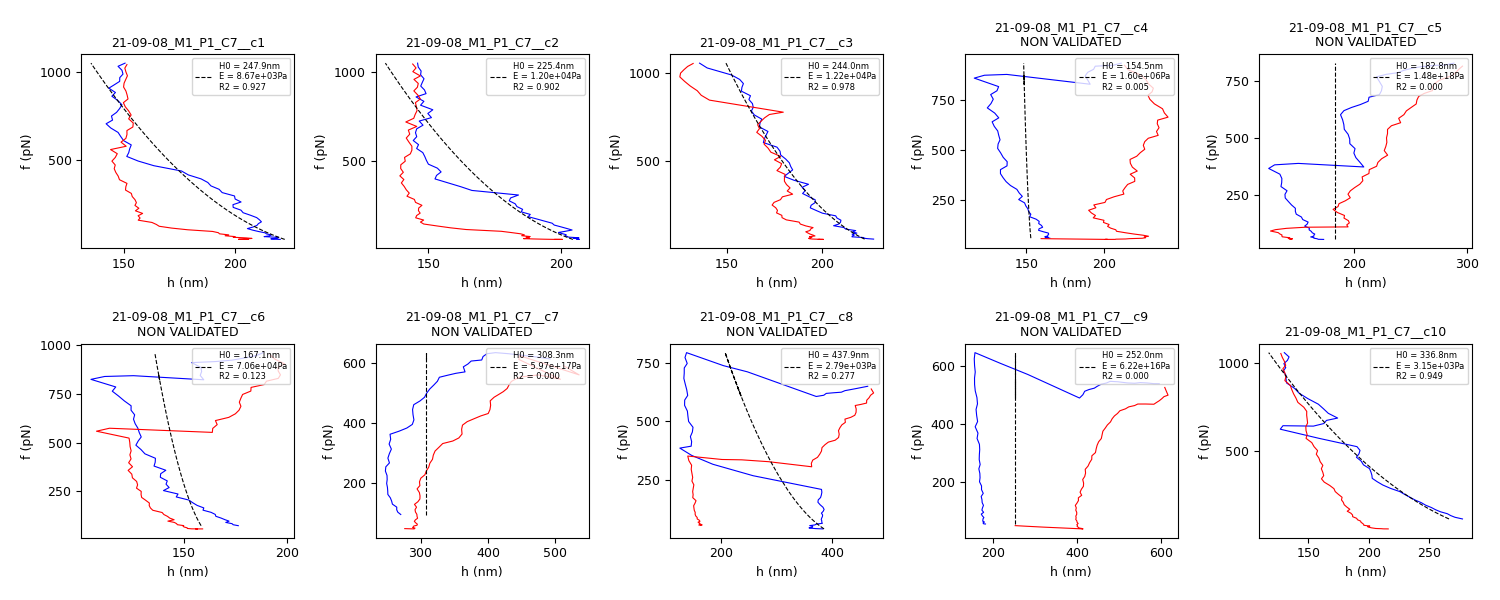 21-09-08_M1_P1_C7__c1
H0 = 247.9nm
E = 8.67e+03Pa
R2 = 0.927
1000
500
f (pN)
150
200
h (nm)
21-09-08_M1_P1_C7__c2
H0 = 225.4nm
E = 1.20e+04Pa
R2 = 0.902
1000
500
f (pN)
150
200
h (nm)
21-09-08_M1_P1_C7__c3
H0 = 244.0nm
E = 1.22e+04Pa
R2 = 0.978
1000
500
f (pN)
150
200
h (nm)
21-09-08_M1_P1_C7__c4
NON VALIDATED
H0 = 154.5nm
E = 1.60e+06Pa
R2 = 0.005
750
500
250
f (pN)
150
200
h (nm)
21-09-08_M1_P1_C7__c5
NON VALIDATED
H0 = 182.8nm
E = 1.48e+18Pa
R2 = 0.000
750
500
250
f (pN)
200
300
h (nm)
21-09-08_M1_P1_C7__c6
NON VALIDATED
H0 = 167.1nm
E = 7.06e+04Pa
R2 = 0.123
1000
750
500
250
f (pN)
150
200
h (nm)
21-09-08_M1_P1_C7__c7
NON VALIDATED
H0 = 308.3nm
E = 5.97e+17Pa
R2 = 0.000
600
400
200
f (pN)
300
400
500
h (nm)
21-09-08_M1_P1_C7__c8
NON VALIDATED
H0 = 437.9nm
E = 2.79e+03Pa
R2 = 0.277
750
500
250
f (pN)
200
400
h (nm)
21-09-08_M1_P1_C7__c9
NON VALIDATED
H0 = 252.0nm
E = 6.22e+16Pa
R2 = 0.000
600
400
200
f (pN)
200
400
600
h (nm)
21-09-08_M1_P1_C7__c10
H0 = 336.8nm
E = 3.15e+03Pa
R2 = 0.949
1000
500
f (pN)
150
200
250
h (nm)